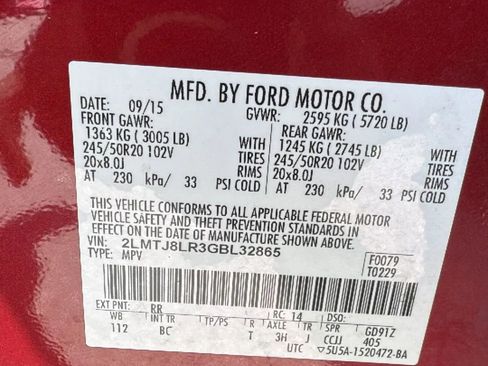 MFD. BY FORD MOTOR CO.
DATE: 09/15 GVWR: 2595 KG ( 5720 LB)
FRONT GAWR: REAR GAWR:
1363 KG ( 3005 LB) WITH 1245 KG ( 2745 LB) WITH
245/50R20 102V TIRES 245/50R20 102V TIRES
20x8.0J RIMS 20x8.0J RIMS
AT 230 kPa/ 33 PSI COLD AT 230 kPa/ 33 PSI COLD
THIS VEHICLE CONFORMS TO ALL APPLICABLE FEDERAL MOTOR
VEHICLE SAFETY AND BUMPER, AND THEFT PREVENTION STANDARDS IN
EFFECT ON THE DATE OF MANUFACTURE SHOWN ABOVE.
VIN: 2LMTJ8LR3GBL32865 F0079
TYPE: MPV T0229
EXT PNT: RR RC: 14 GD91Z
WB INT TR TP/PS R AXLE TR SPR 405
112 BC T 3H J CCJJ
UTC ▽5U5A-1520472-BA